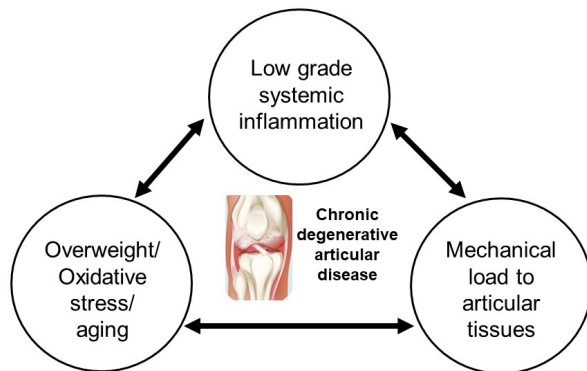 Low grade
systemic
inflammation
Chronic
degenerative
articular
disease
Overweight/
Oxidative
stress/
aging
Mechanical
load to
articular
tissues